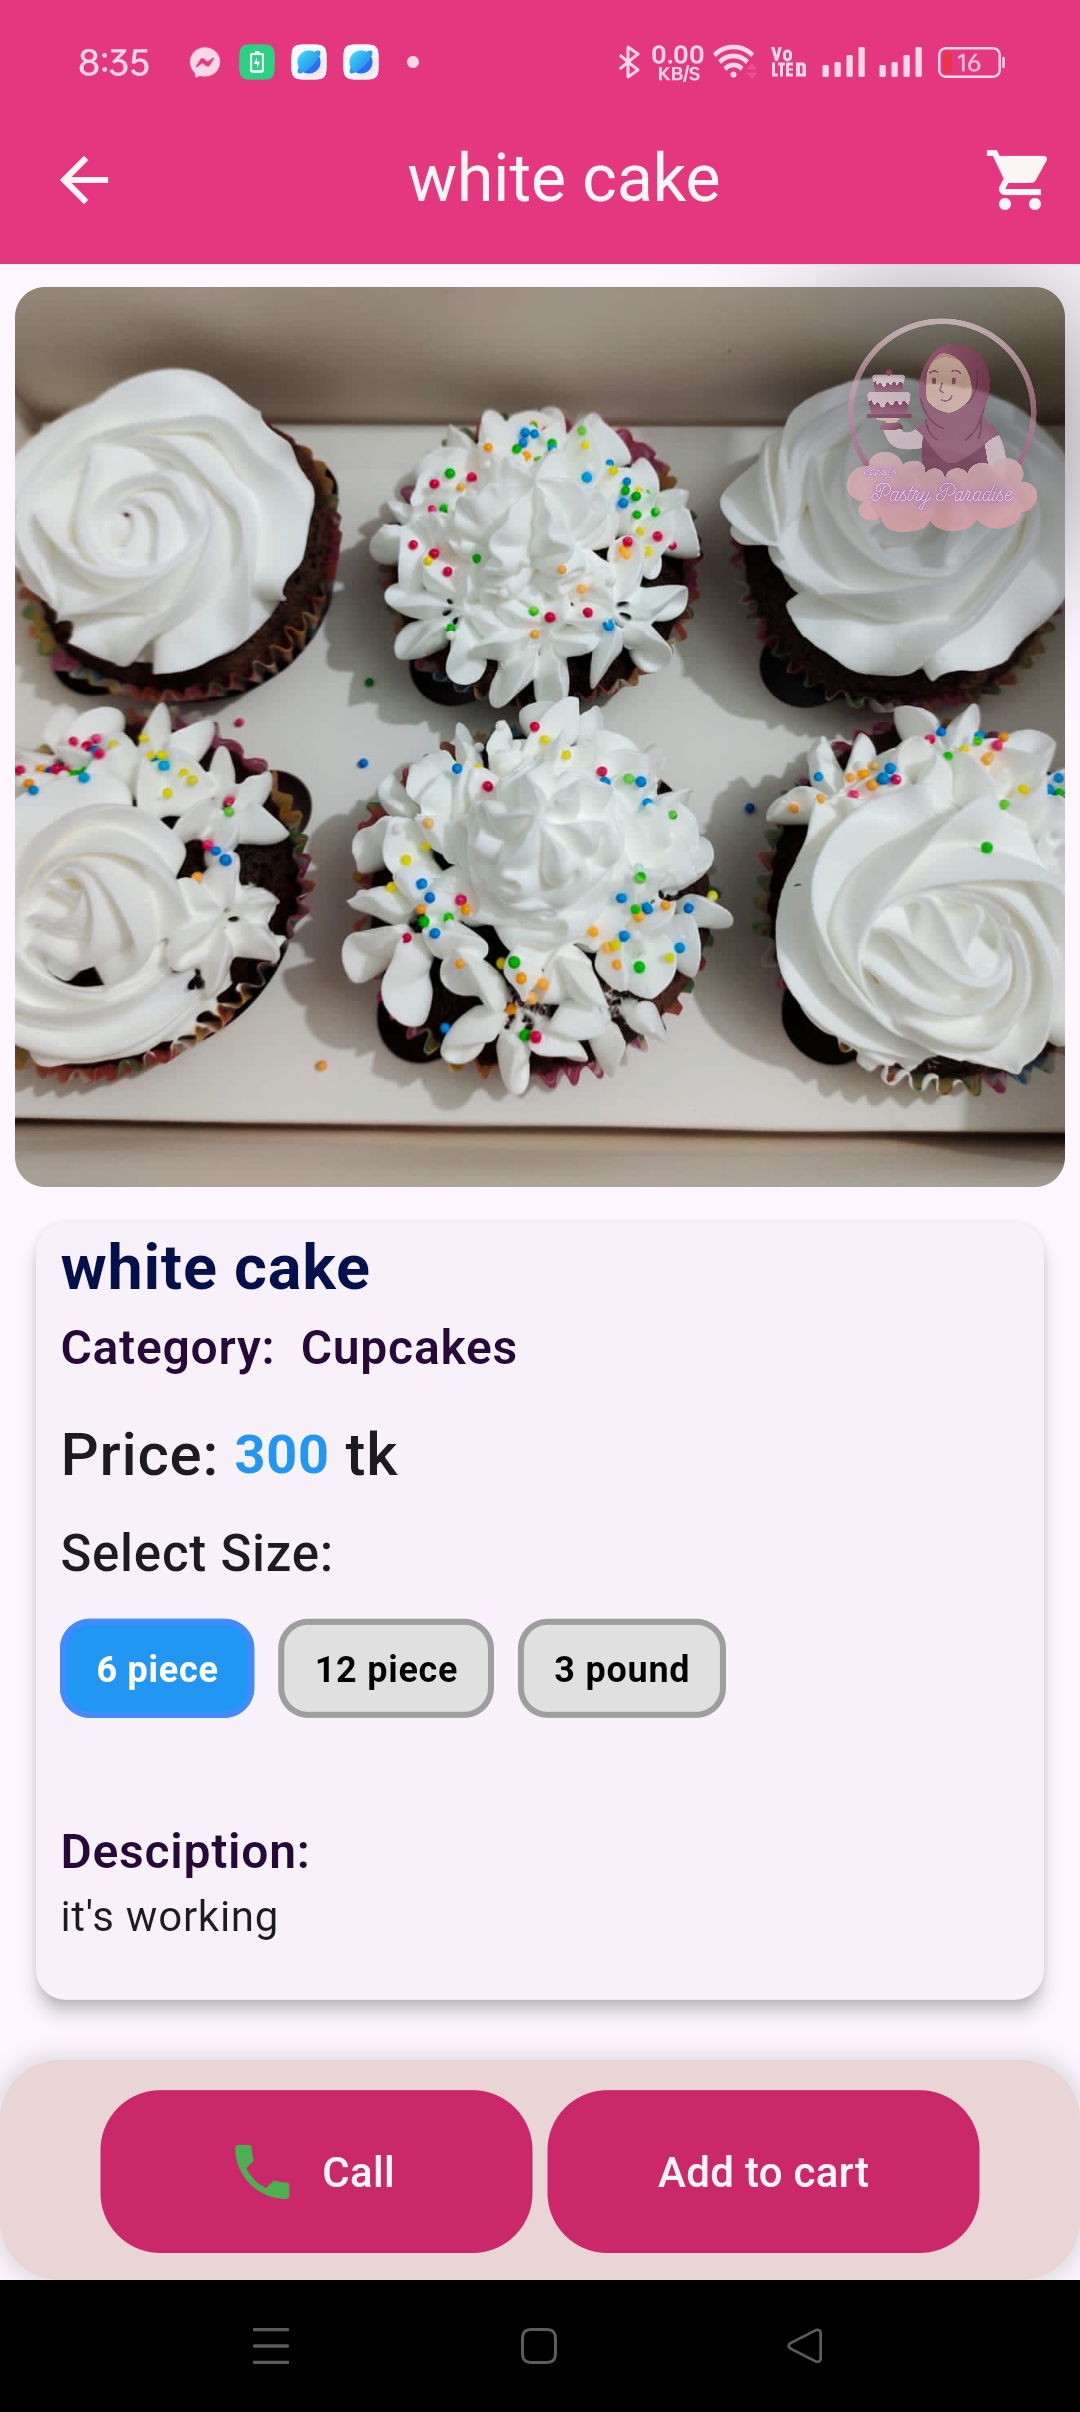 8:35 0.00 KB/S Vo LTED 16
white cake
Pastry Paradise
white cake
Category: Cupcakes
Price: 300 tk
Select Size:
6 piece 12 piece 3 pound
Desciption:
it's working
Call Add to cart